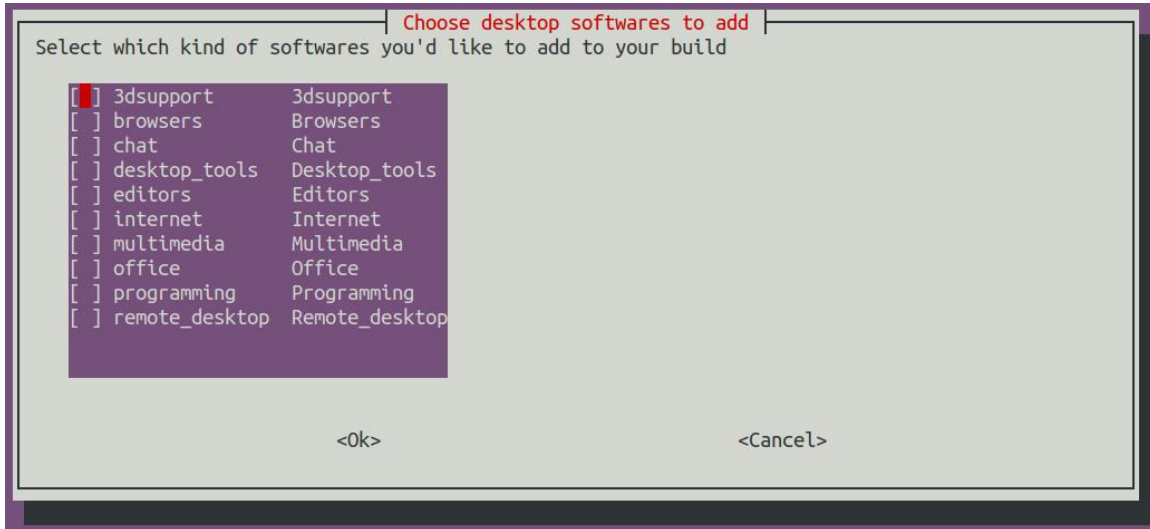 Choose desktop softwares to add
Select which kind of softwares you'd like to add to your build
[ ] 3dsupport 3dsupport
[ ] browsers Browsers
[ ] chat Chat
[ ] desktop_tools Desktop_tools
[ ] editors Editors
[ ] internet Internet
[ ] multimedia Multimedia
[ ] office Office
[ ] programming Programming
[ ] remote_desktop Remote_desktop
<Ok> <Cancel>